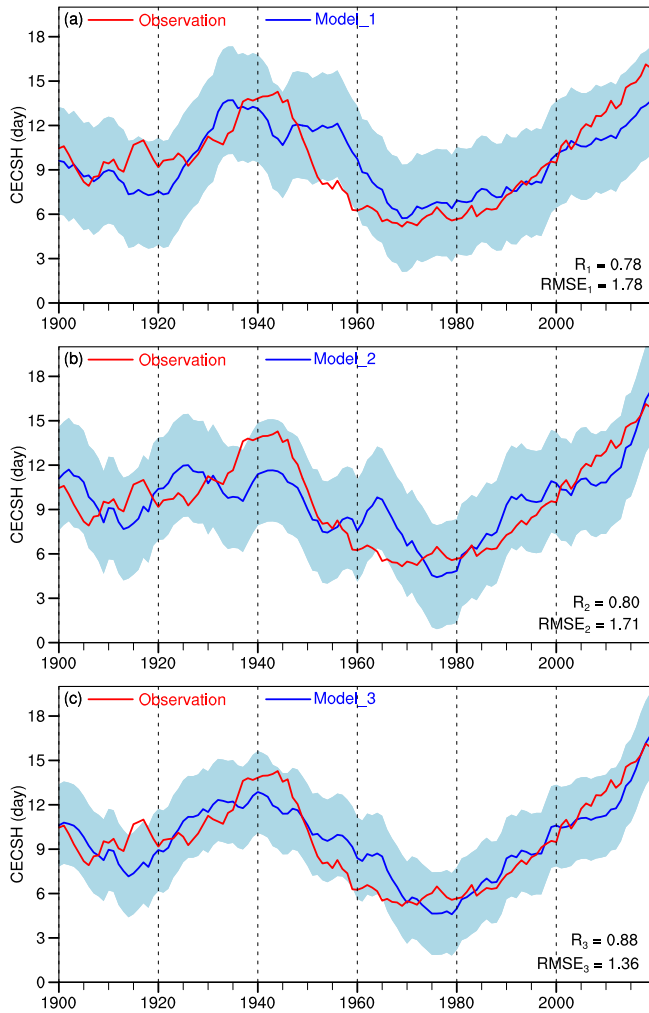 (a) Observation Model_1
18
15
12
9
6
3
0
CECSH (day)
R1 = 0.78
RMSE1 = 1.78
1900 1920 1940 1960 1980 2000
(b) Observation Model_2
18
15
12
9
6
3
0
CECSH (day)
R2 = 0.80
RMSE2 = 1.71
1900 1920 1940 1960 1980 2000
(c) Observation Model_3
18
15
12
9
6
3
0
CECSH (day)
R3 = 0.88
RMSE3 = 1.36
1900 1920 1940 1960 1980 2000